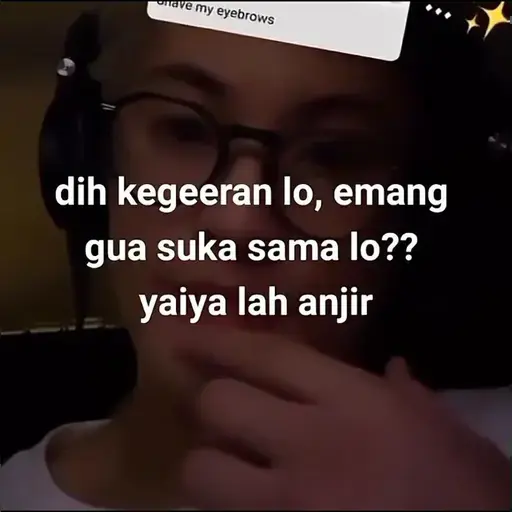 shave my eyebrows
dih kegeeran lo, emang
gua suka sama lo??
yaiya lah anjir